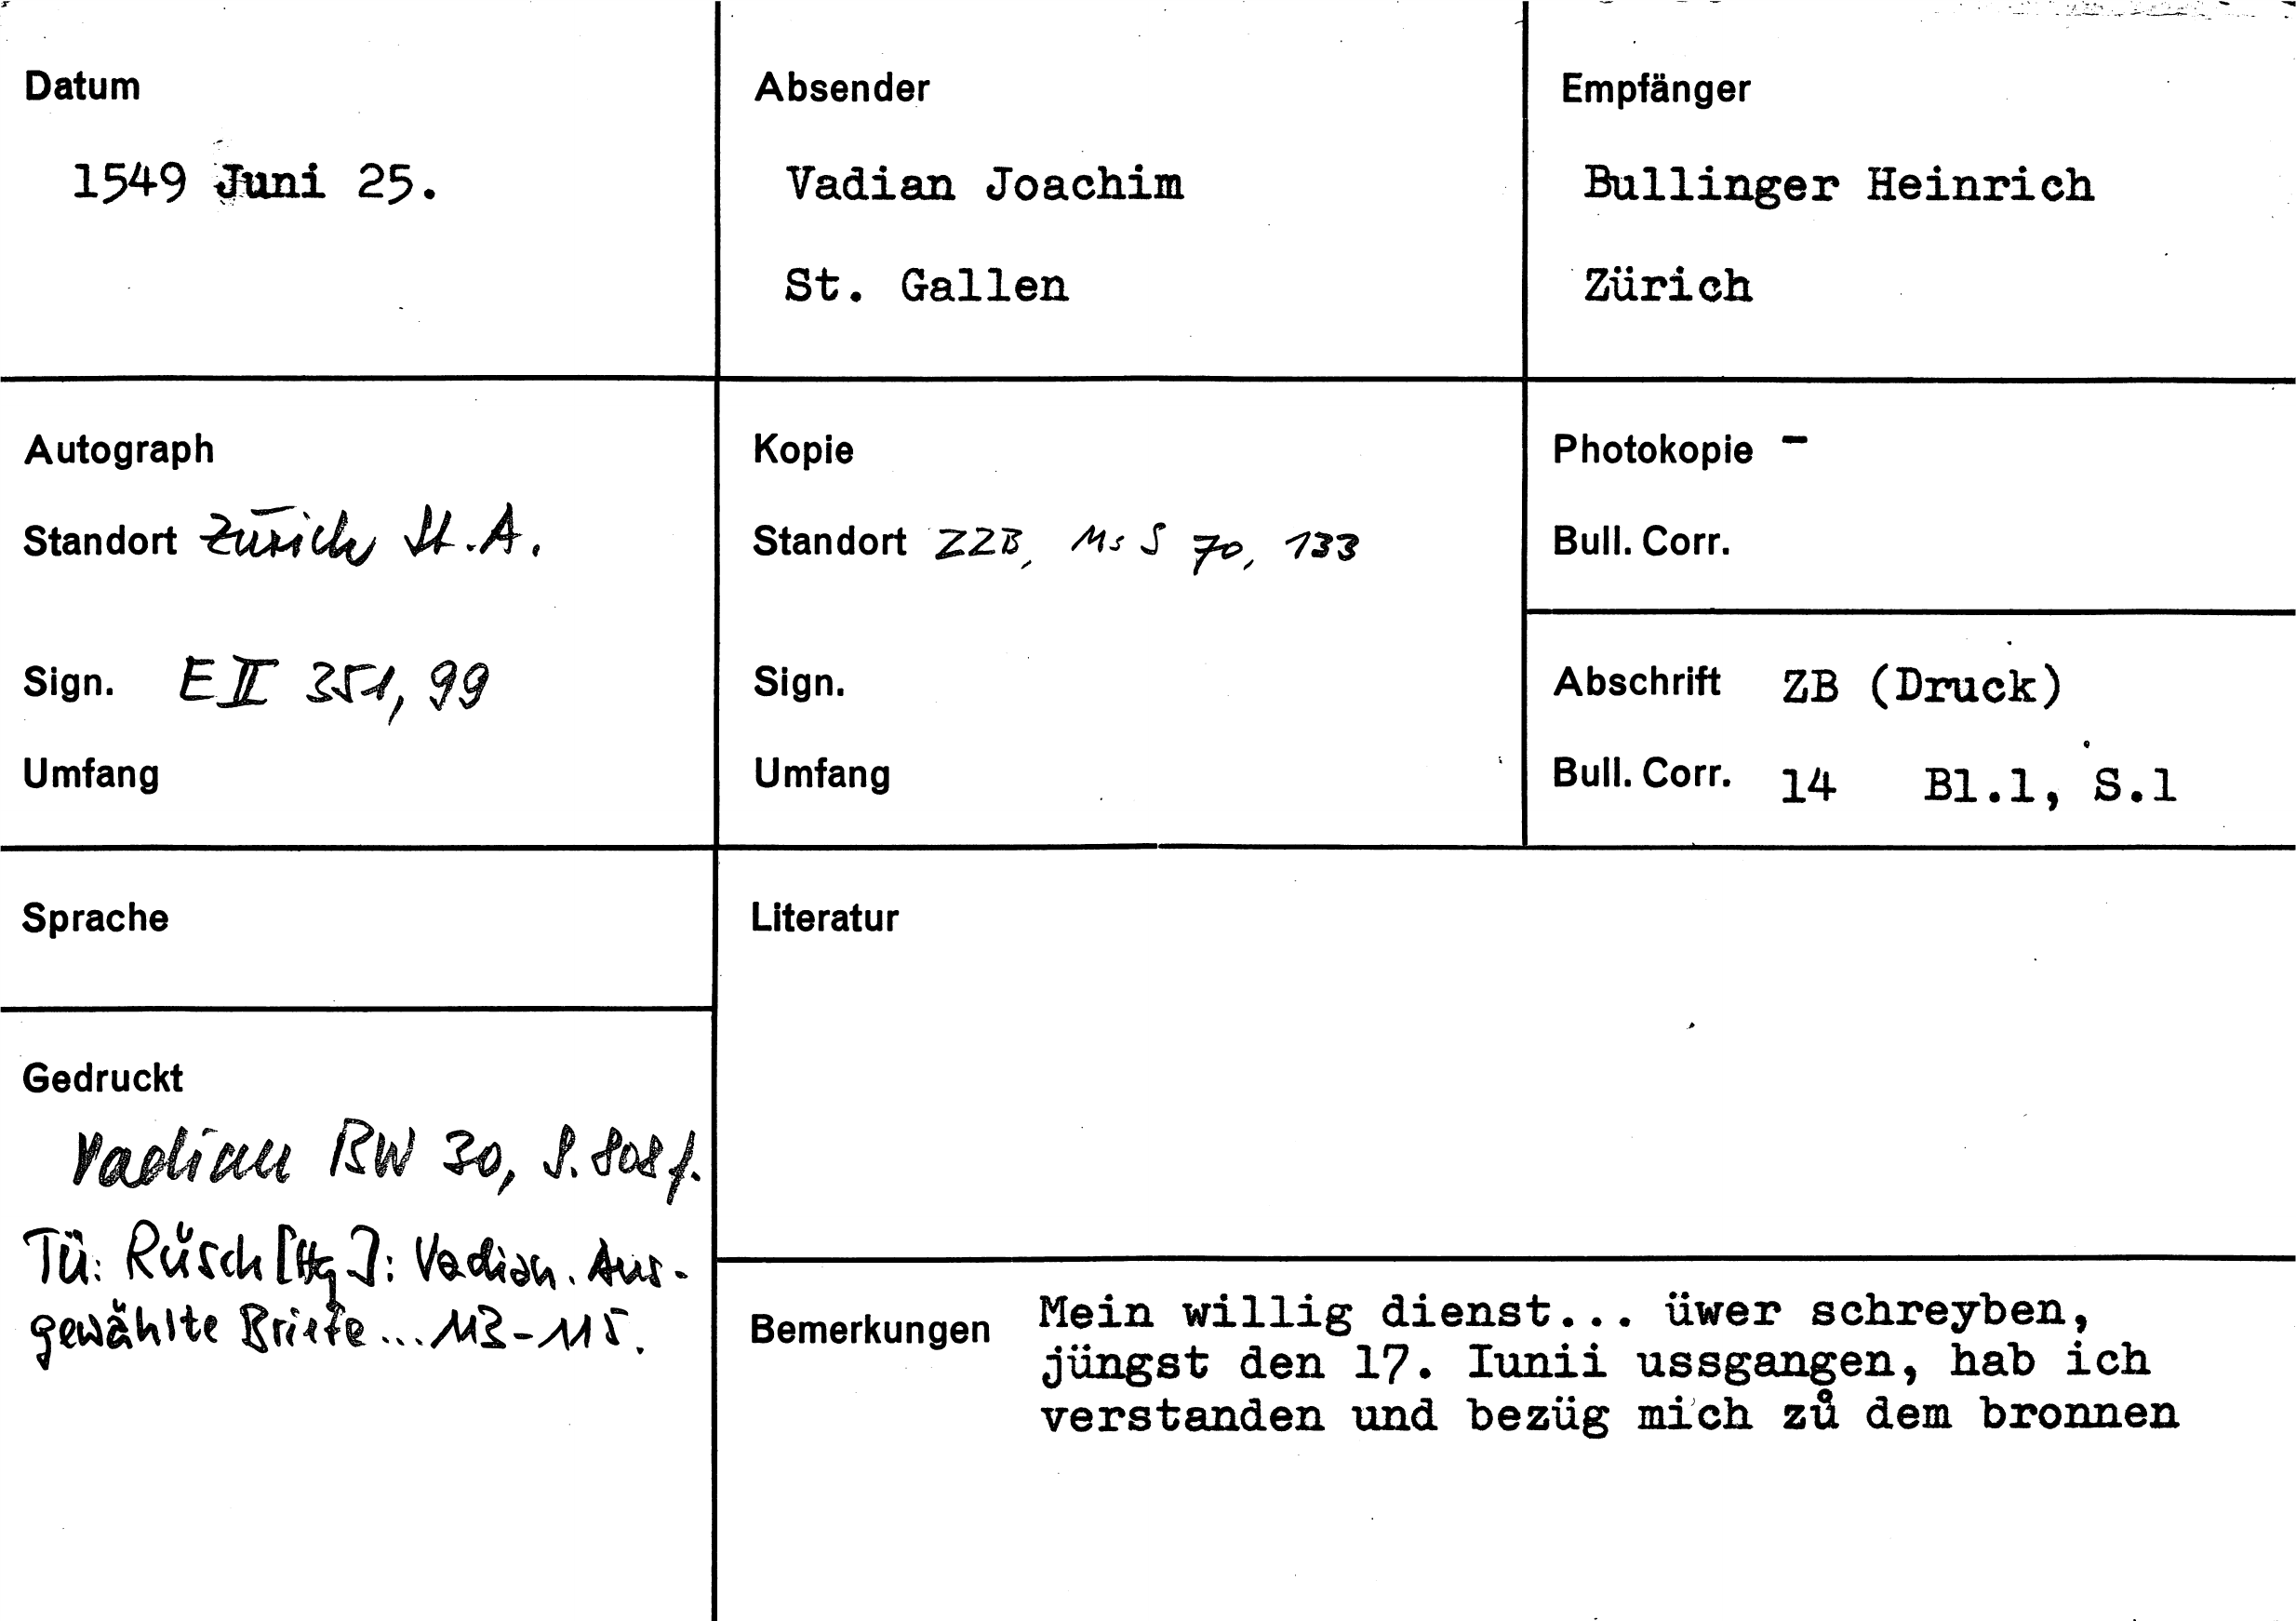 Datum
1549 Juni 25.
Absender
Vadian Joachim
St. Gallen
Empfänger
Bullinger Heinrich
Zürich
Autograph
Standort Zürich St.A.
Sign. E II 351, 99
Umfang
Kopie
Standort ZZB, Ms S 70, 133
Sign.
Umfang
Photokopie -
Bull. Corr.
Abschrift ZB (Druck)
Bull. Corr. 14 Bl.1, S.1
Sprache
Literatur
Gedruckt
Vadian BW 30, S. 808 f.
Tü: Rüsch [Hg]: Vadian. Aus-
gewählte Briefe... 113-115.
Bemerkungen
Mein willig dienst... üwer schreyben,
jüngst den 17. Iunii ussgangen, hab ich
verstanden und bezüg mich zů dem bronnen